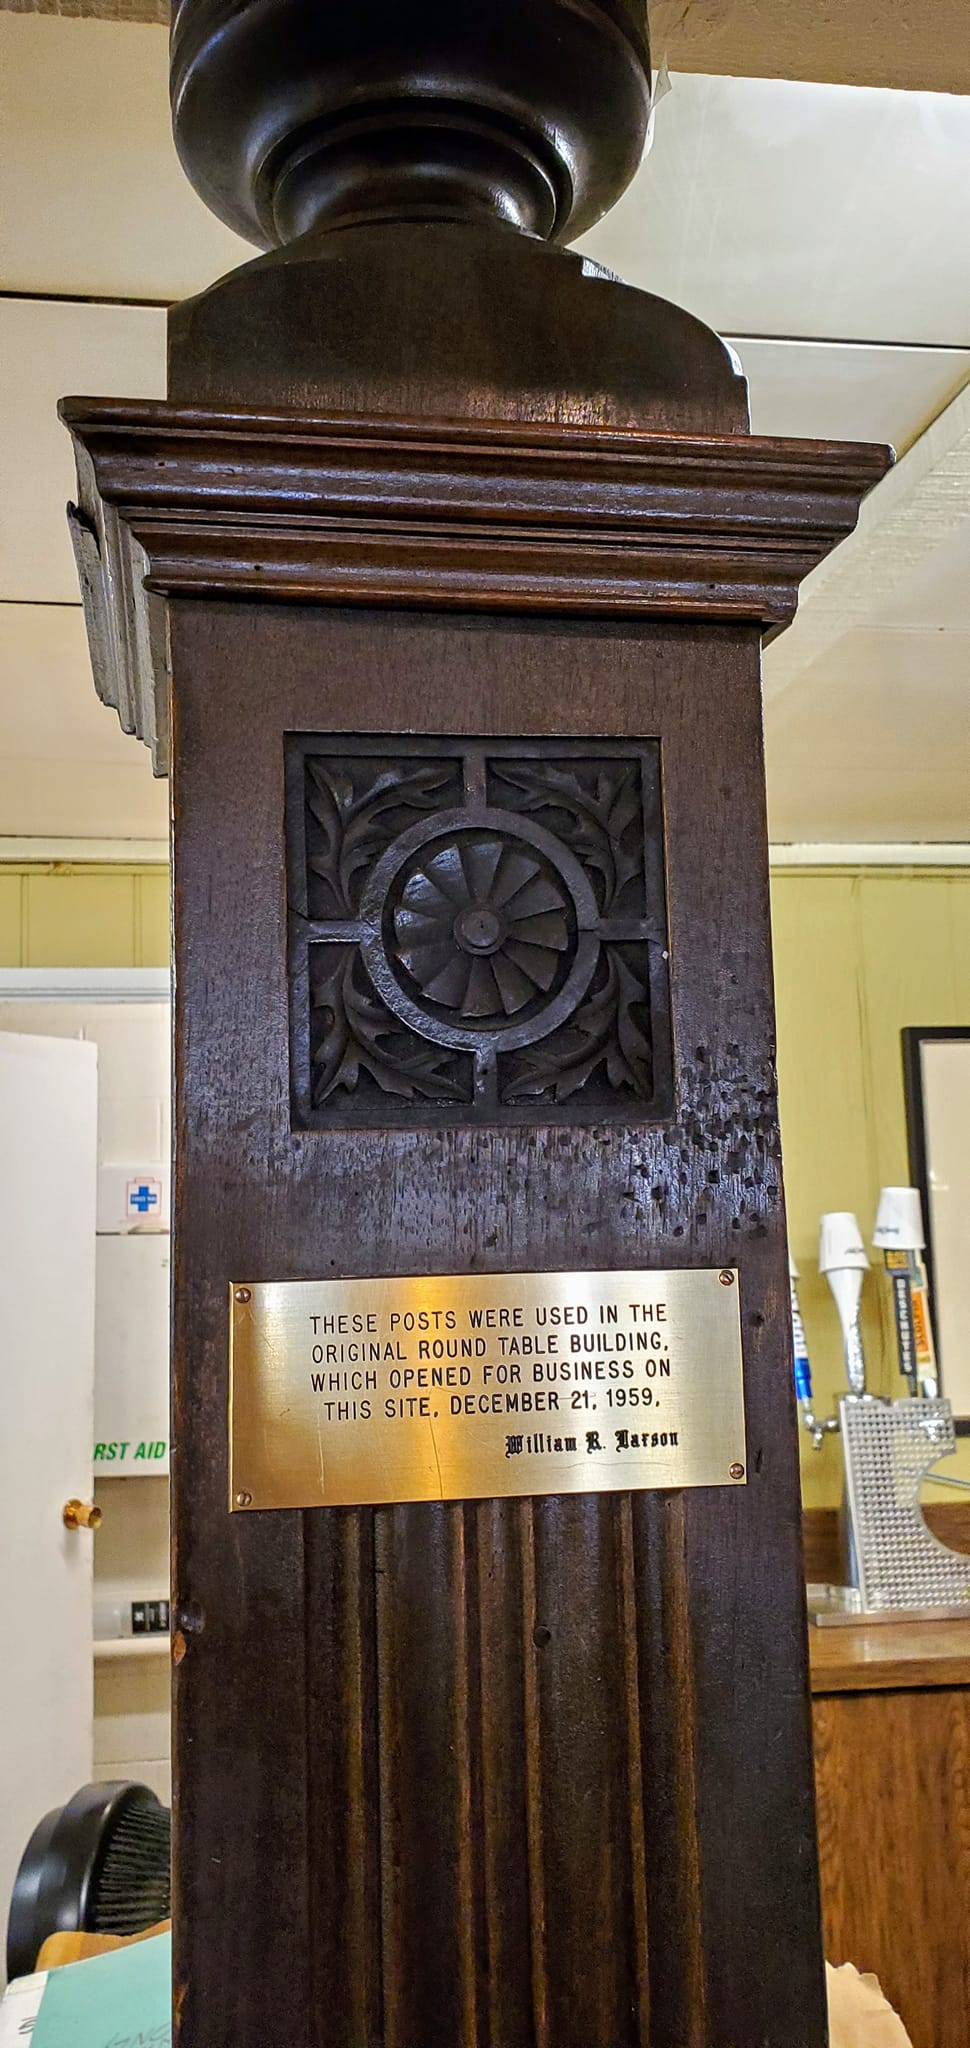 THESE POSTS WERE USED IN THE
ORIGINAL ROUND TABLE BUILDING,
WHICH OPENED FOR BUSINESS ON
THIS SITE, DECEMBER 21, 1959.
William R. Larson
RST AID